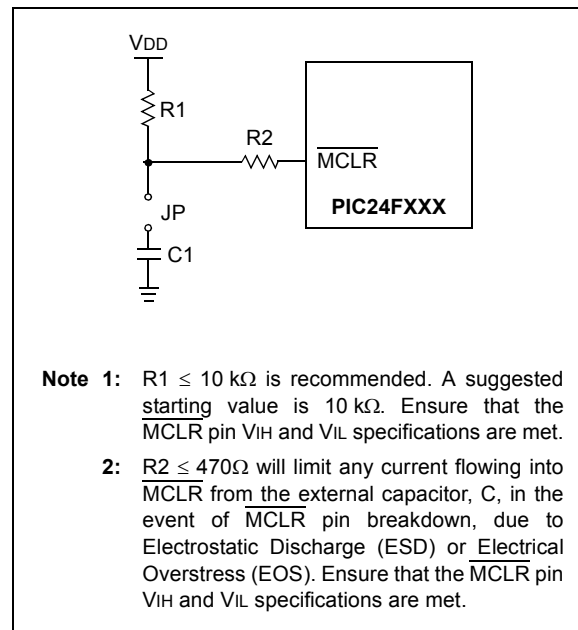 VDD
R1
R2
MCLR
PIC24FXXX
JP
C1
Note 1: R1 ≤ 10 kΩ is recommended. A suggested
starting value is 10 kΩ. Ensure that the
MCLR pin VIH and VIL specifications are met.
2: R2 ≤ 470Ω will limit any current flowing into
MCLR from the external capacitor, C, in the
event of MCLR pin breakdown, due to
Electrostatic Discharge (ESD) or Electrical
Overstress (EOS). Ensure that the MCLR pin
VIH and VIL specifications are met.